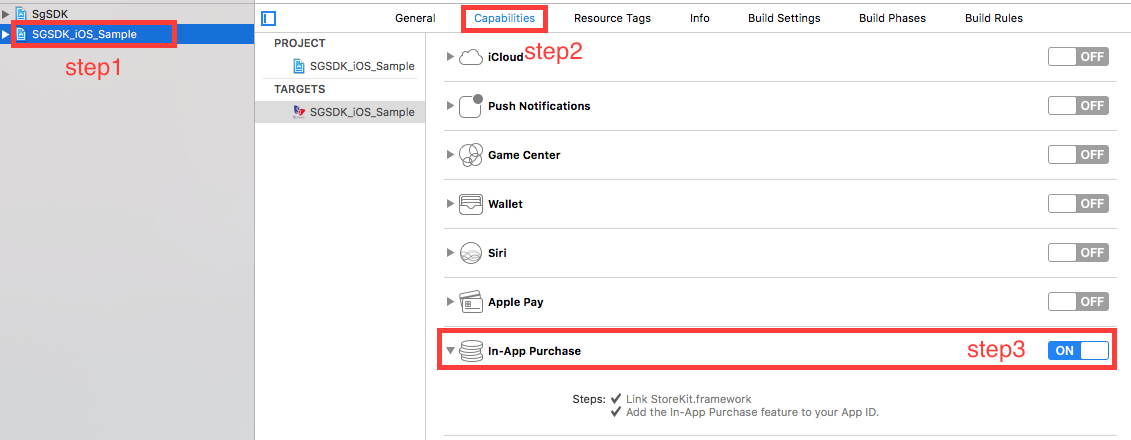 SgSDK
SGSDK_iOS_Sample
step1
General Capabilities Resource Tags Info Build Settings Build Phases Build Rules
step2
PROJECT
SGSDK_iOS_Sample
TARGETS
SGSDK_iOS_Sample
iCloud OFF
Push Notifications OFF
Game Center OFF
Wallet OFF
Siri OFF
Apple Pay OFF
In-App Purchase step3 ON
Steps: ✔ Link StoreKit.framework
✔ Add the In-App Purchase feature to your App ID.